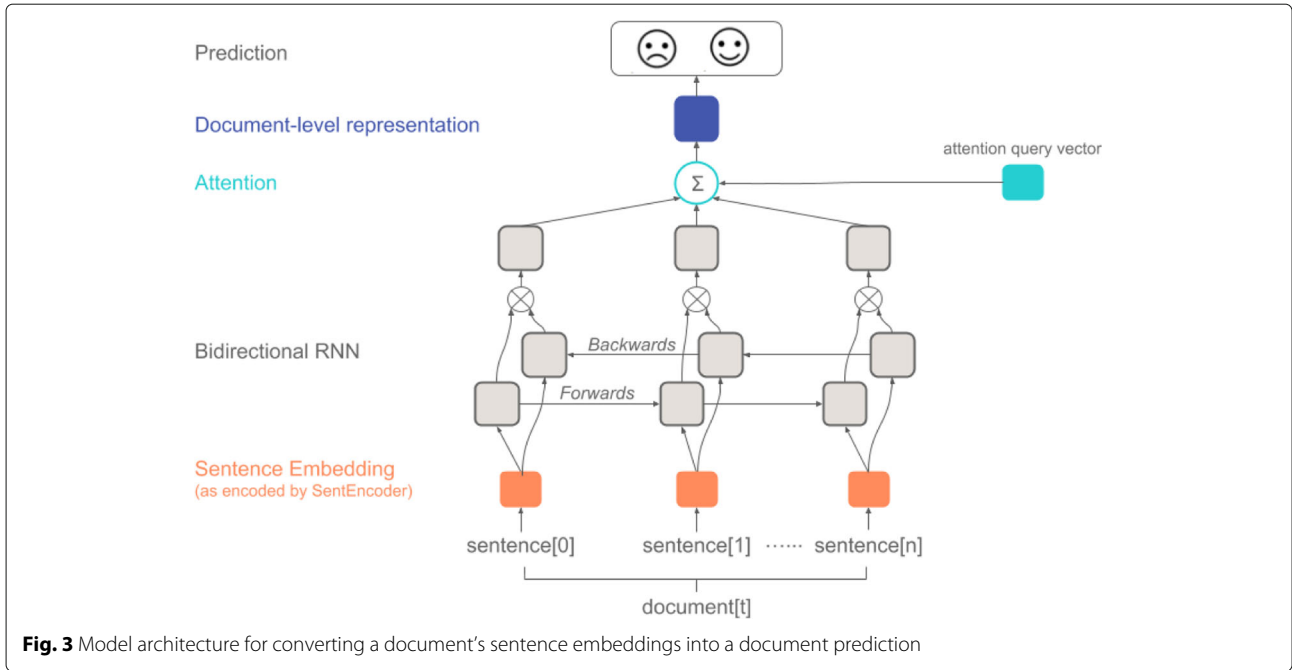 Prediction
Document-level representation
attention query vector
Attention
Σ
Bidirectional RNN
Backwards
Forwards
Sentence Embedding
(as encoded by SentEncoder)
sentence[0]
sentence[1]
......
sentence[n]
document[t]
Fig. 3 Model architecture for converting a document's sentence embeddings into a document prediction